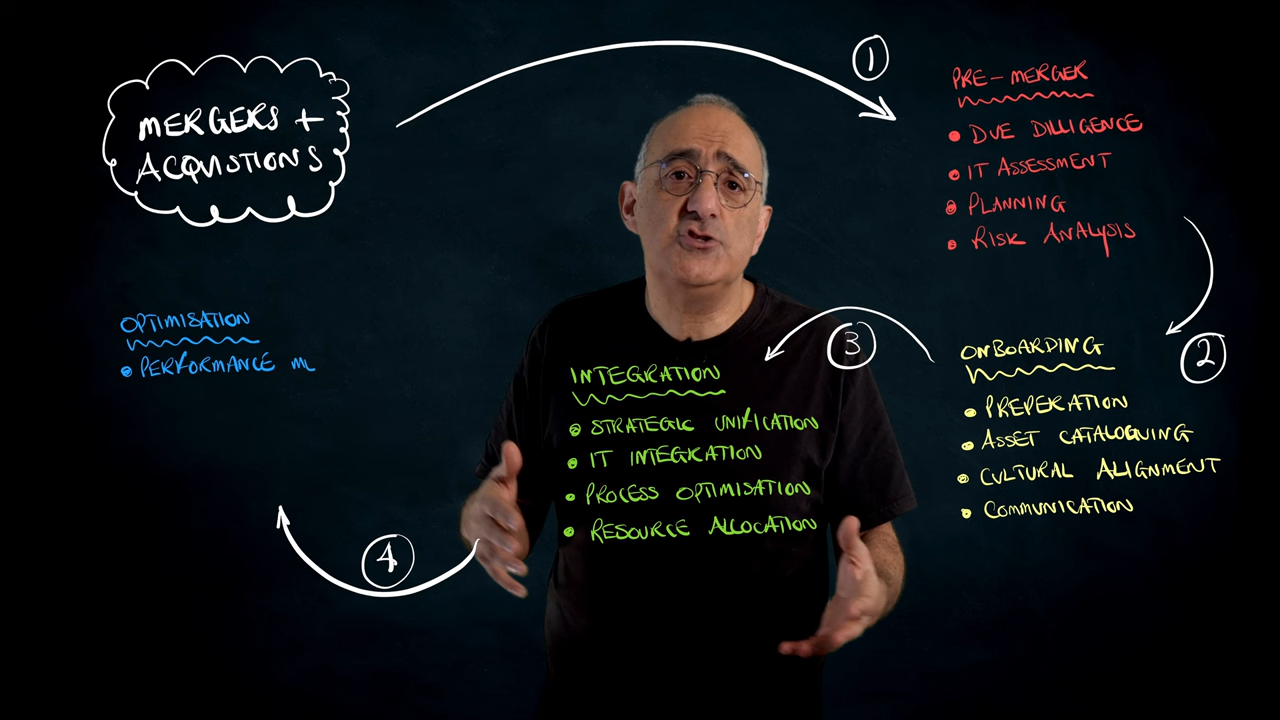 MERGERS +
ACQUISTIONS
1
PRE-MERGER
• DUE DILLIGENCE
• IT ASSESSMENT
• PLANNING
• RISK ANALYSIS
2
ONBOARDING
• PREPERATION
• ASSET CATALOGUING
• CULTURAL ALIGNMENT
• COMMUNICATION
3
INTEGRATION
• STRATEGIC UNIFICATION
• IT INTEGRATION
• PROCESS OPTIMISATION
• RESOURCE ALLOCATION
4
OPTIMISATION
• PERFORMANCE